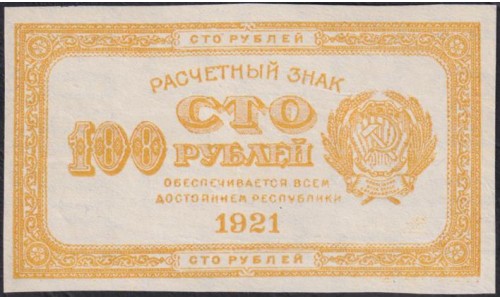 СТО РУБЛЕЙ
РАСЧЕТНЫЙ ЗНАК
СТО
100 РУБЛЕЙ
ОБЕСПЕЧИВАЕТСЯ ВСЕМ
ДОСТОЯНИЕМ РЕСПУБЛИКИ
1921
СТО РУБЛЕЙ